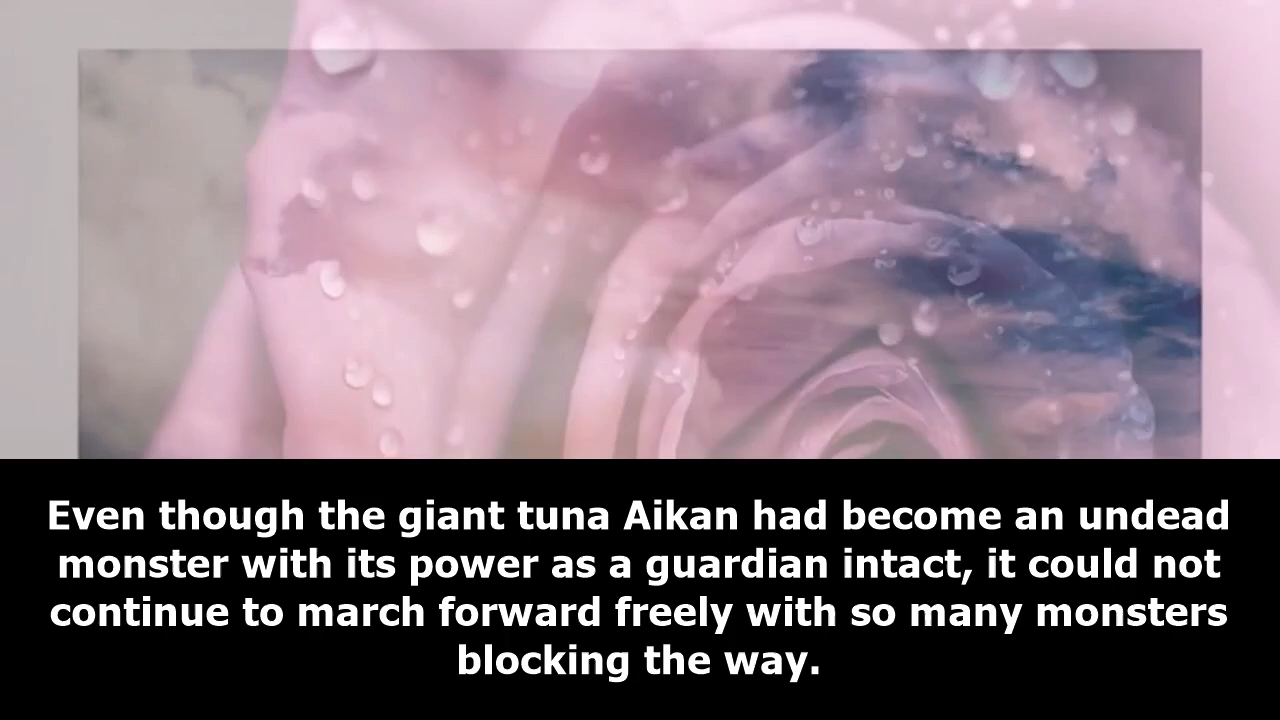 Even though the giant tuna Aikan had become an undead
monster with its power as a guardian intact, it could not
continue to march forward freely with so many monsters
blocking the way.